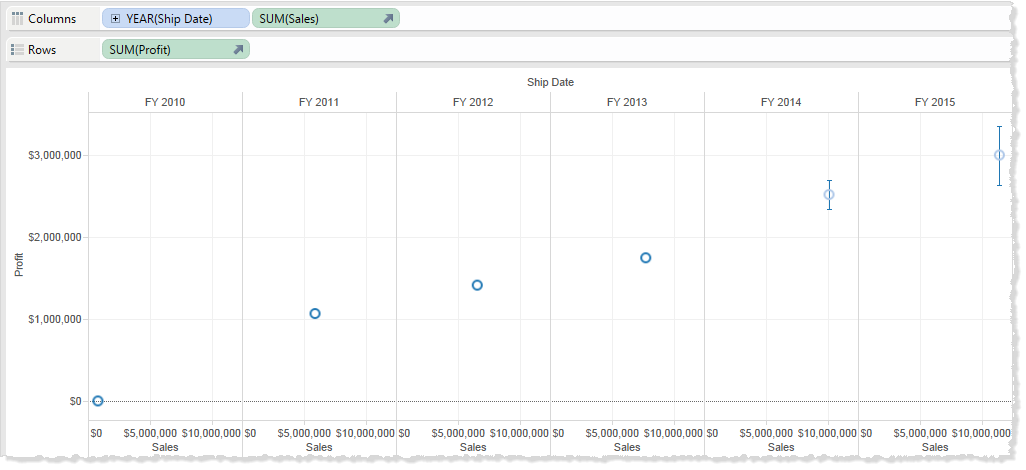 Columns YEAR(Ship Date) SUM(Sales)
Rows SUM(Profit)
Ship Date
FY 2010 FY 2011 FY 2012 FY 2013 FY 2014 FY 2015
$3,000,000
$2,000,000
Profit
$1,000,000
$0
$0 $5,000,000 $10,000,000 $0 $5,000,000 $10,000,000 $0 $5,000,000 $10,000,000 $0 $5,000,000 $10,000,000 $0 $5,000,000 $10,000,000 $0 $5,000,000 $10,000,000
Sales Sales Sales Sales Sales Sales